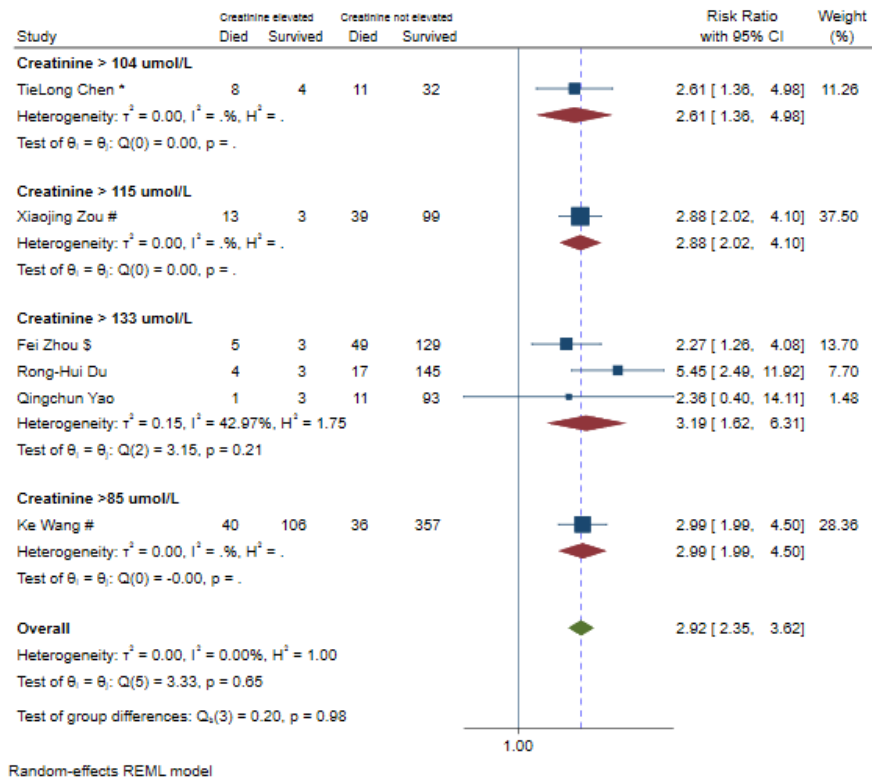 Creatinine elevated Creatinine not elevated Risk Ratio Weight
Study Died Survived Died Survived with 95% CI (%)
Creatinine > 104 umol/L
TieLong Chen * 8 4 11 32 2.61 [ 1.36, 4.98] 11.26
Heterogeneity: τ² = 0.00, I² = .%, H² = . 2.61 [ 1.36, 4.98]
Test of θᵢ = θⱼ: Q(0) = 0.00, p = .
Creatinine > 115 umol/L
Xiaojing Zou # 13 3 39 99 2.88 [ 2.02, 4.10] 37.50
Heterogeneity: τ² = 0.00, I² = .%, H² = . 2.88 [ 2.02, 4.10]
Test of θᵢ = θⱼ: Q(0) = 0.00, p = .
Creatinine > 133 umol/L
Fei Zhou $ 5 3 49 129 2.27 [ 1.26, 4.08] 13.70
Rong-Hui Du 4 3 17 145 5.45 [ 2.49, 11.92] 7.70
Qingchun Yao 1 3 11 93 2.36 [ 0.40, 14.11] 1.48
Heterogeneity: τ² = 0.15, I² = 42.97%, H² = 1.75 3.19 [ 1.62, 6.31]
Test of θᵢ = θⱼ: Q(2) = 3.15, p = 0.21
Creatinine >85 umol/L
Ke Wang # 40 106 36 357 2.99 [ 1.99, 4.50] 28.36
Heterogeneity: τ² = 0.00, I² = .%, H² = . 2.99 [ 1.99, 4.50]
Test of θᵢ = θⱼ: Q(0) = -0.00, p = .
Overall 2.92 [ 2.35, 3.62]
Heterogeneity: τ² = 0.00, I² = 0.00%, H² = 1.00
Test of θᵢ = θⱼ: Q(5) = 3.33, p = 0.65
Test of group differences: Q_b(3) = 0.20, p = 0.98
1.00
Random-effects REML model